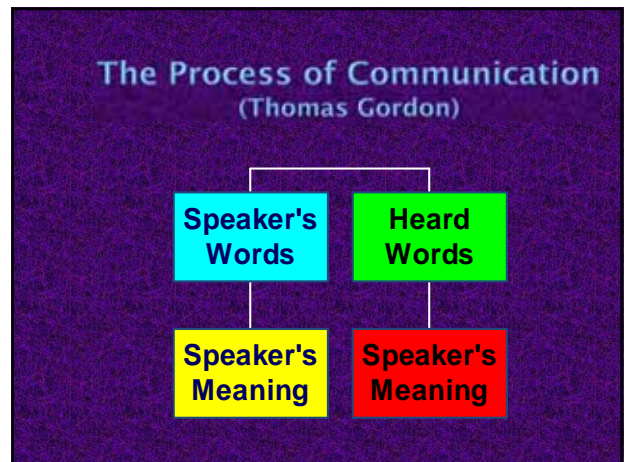 The Process of Communication
(Thomas Gordon)
Speaker's
Words
Heard
Words
Speaker's
Meaning
Speaker's
Meaning